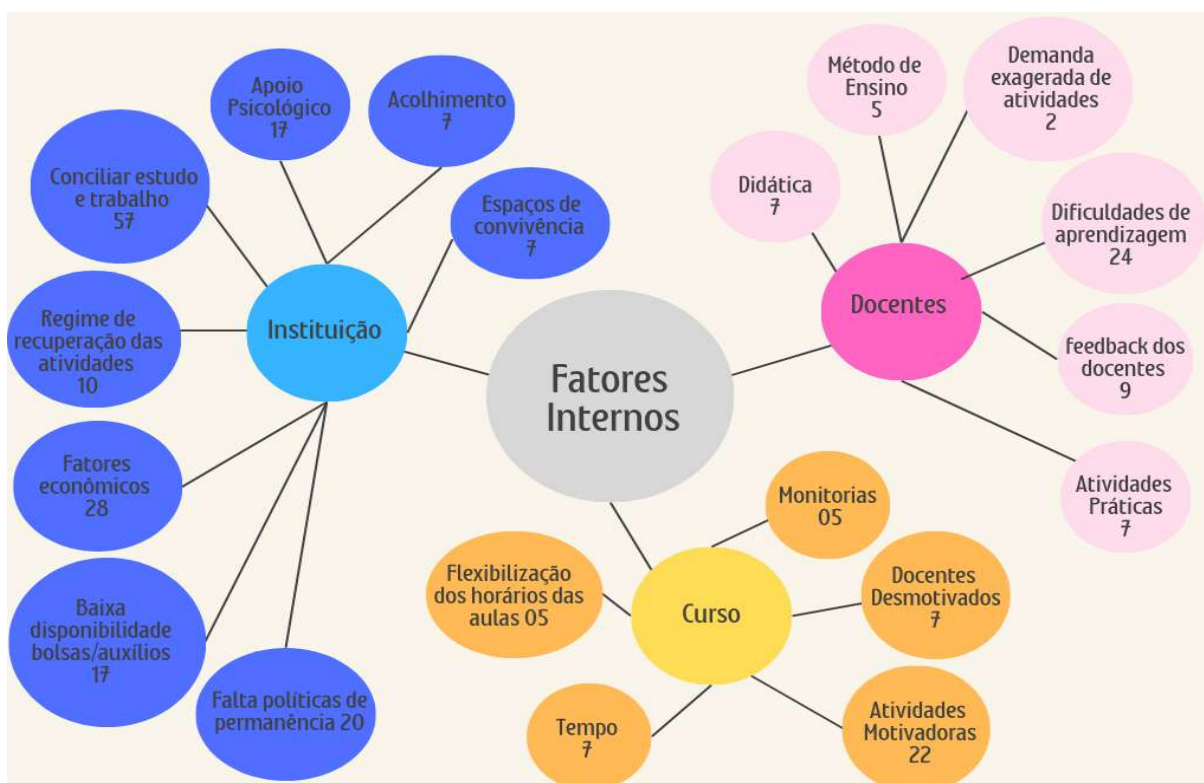 Fatores
Internos
Instituição
Apoio
Psicológico
17
Acolhimento
7
Conciliar estudo
e trabalho
57
Espaços de
convivência
7
Regime de
recuperação das
atividades
10
Fatores
econômicos
28
Baixa
disponibilidade
bolsas/auxílios
17
Falta políticas de
permanência 20
Docentes
Método de
Ensino
5
Demanda
exagerada de
atividades
2
Didática
7
Dificuldades de
aprendizagem
24
feedback dos
docentes
9
Atividades
Práticas
7
Curso
Monitorias
05
Flexibilização
dos horários das
aulas 05
Docentes
Desmotivados
7
Tempo
7
Atividades
Motivadoras
22